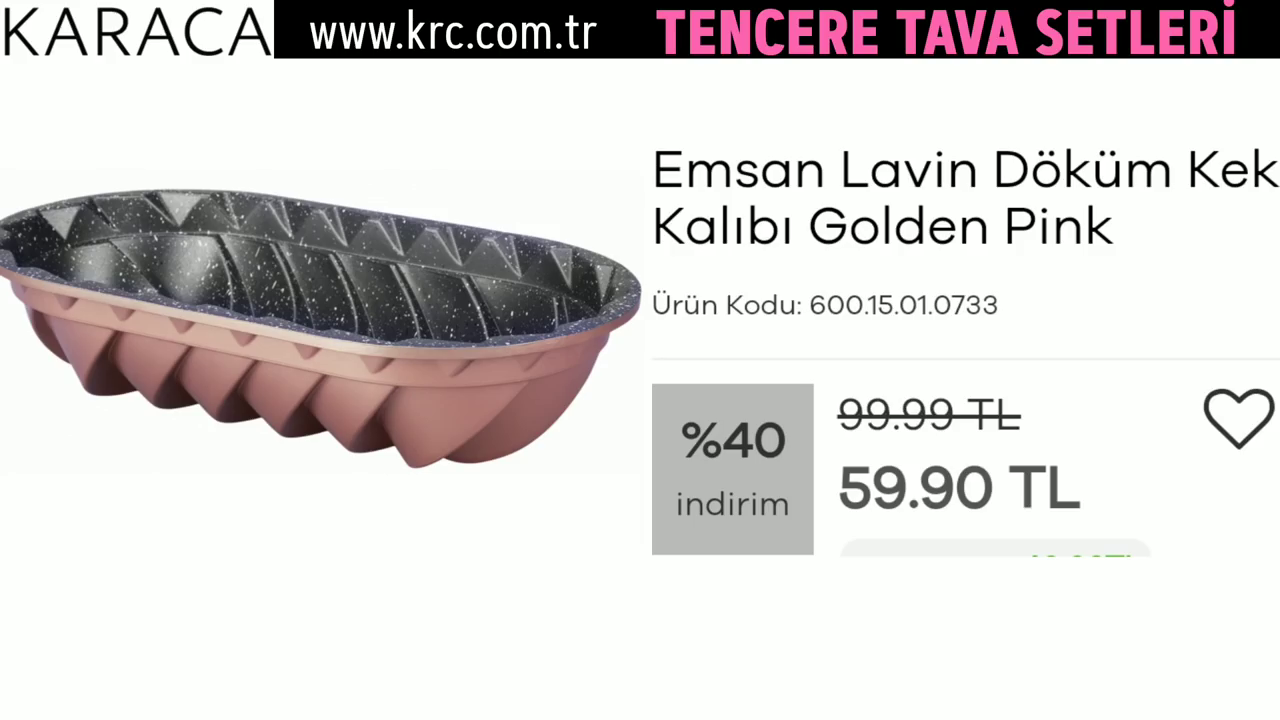 KARACA
www.krc.com.tr
TENCERE TAVA SETLERİ
Emsan Lavin Döküm Kek
Kalıbı Golden Pink
Ürün Kodu: 600.15.01.0733
%40
indirim
99.99 TL
59.90 TL